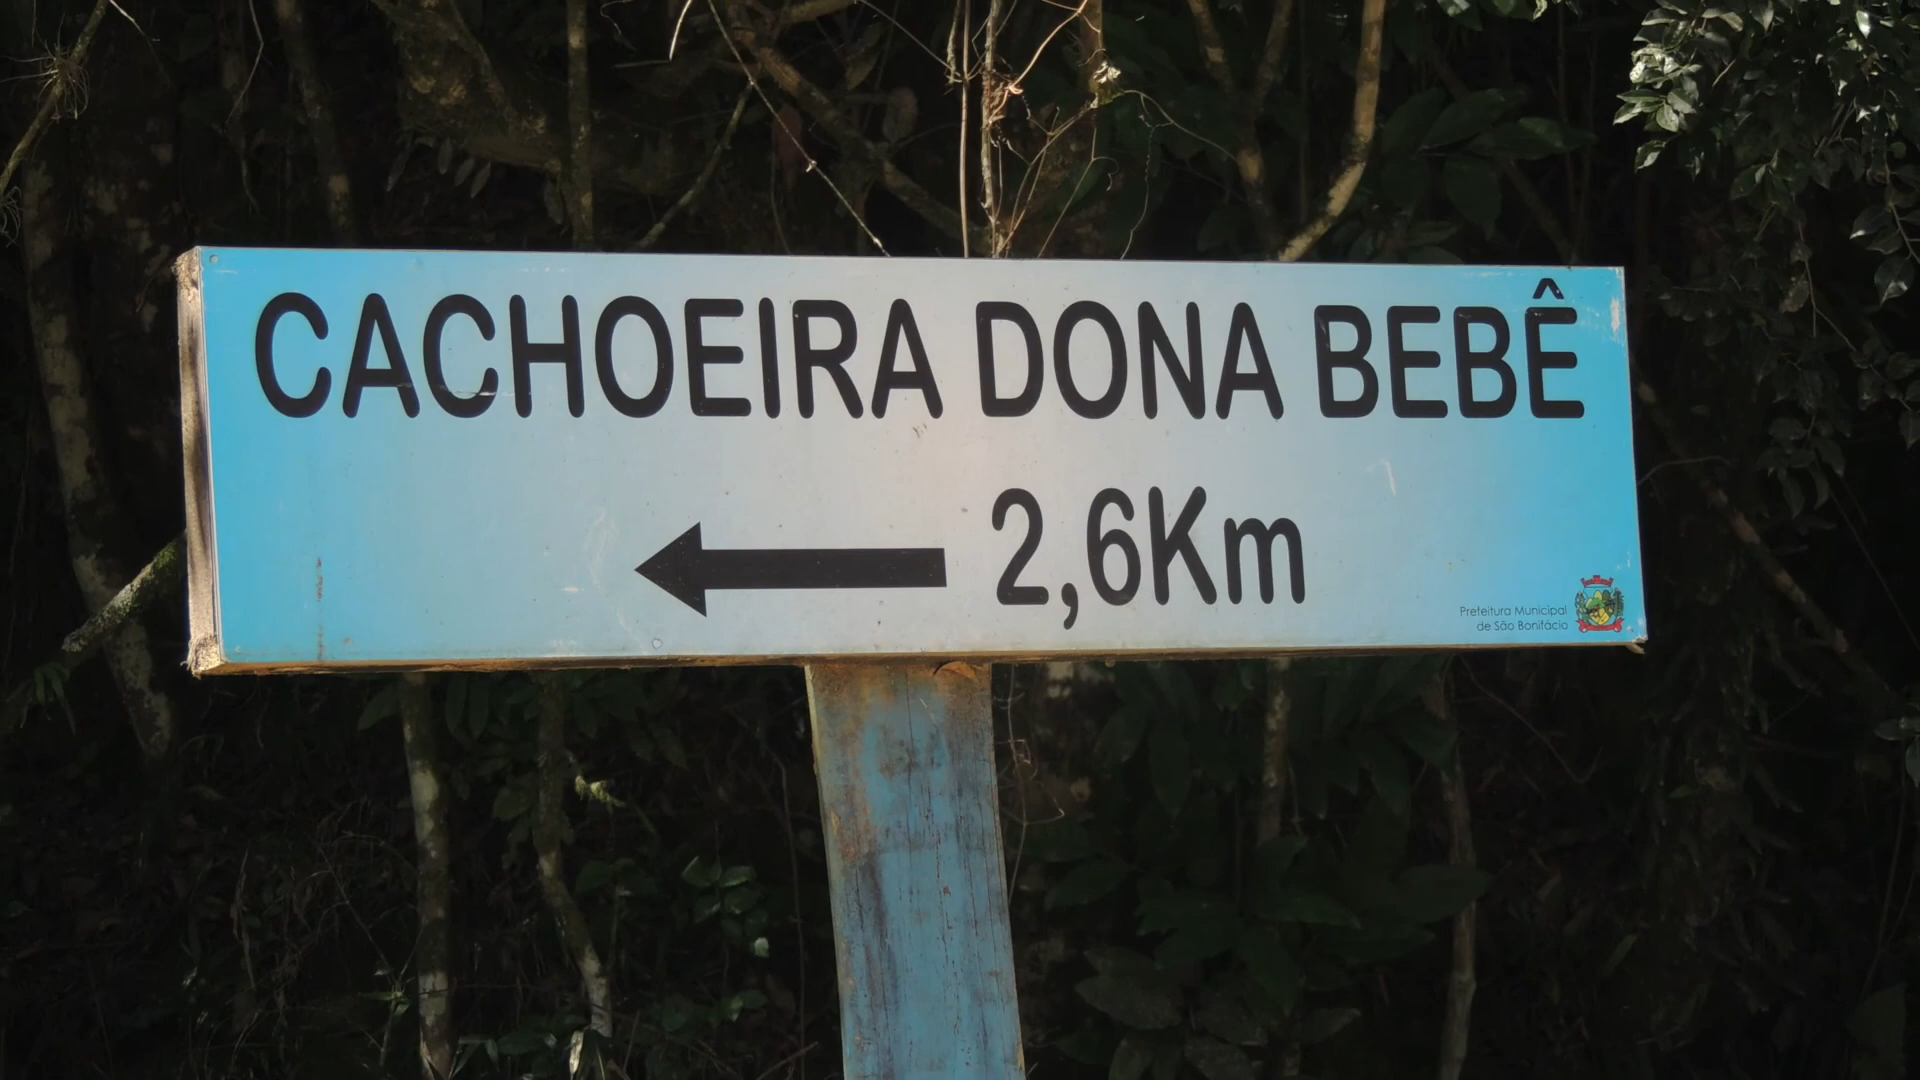 CACHOEIRA DONA BEBÊ
2,6Km
Prefeitura Municipal
de São Bonifácio